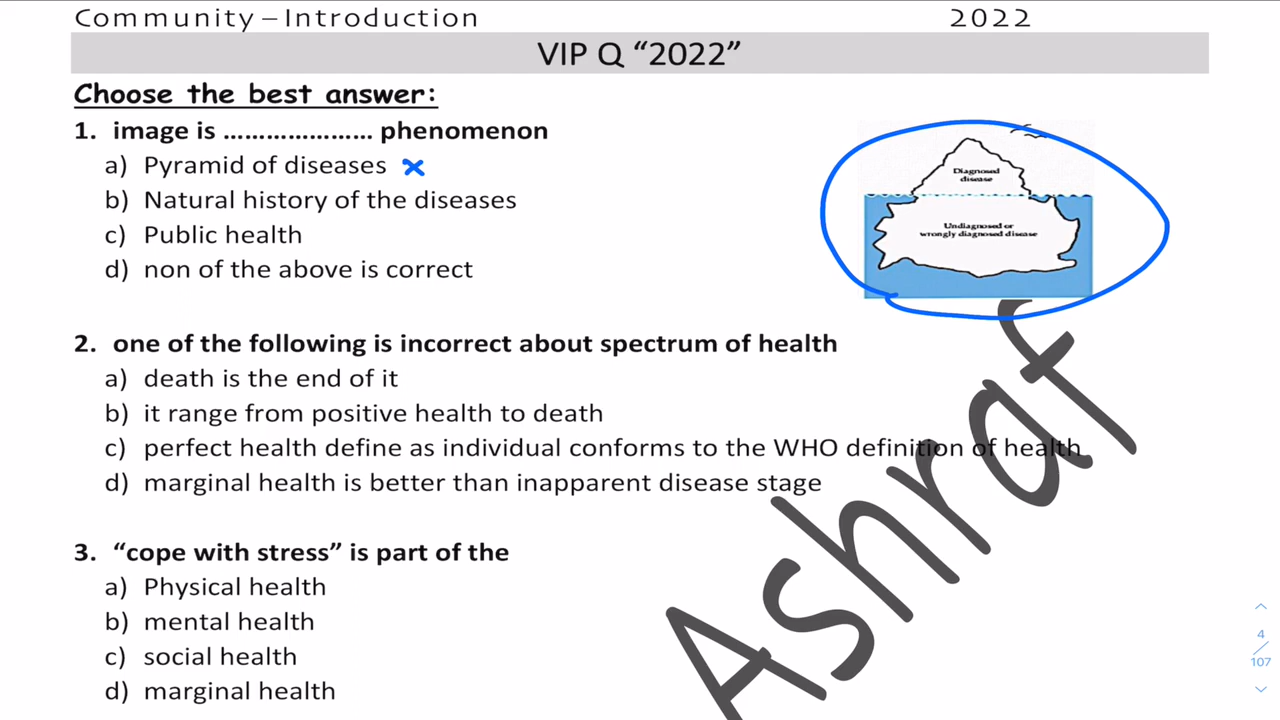 Community – Introduction 2022
VIP Q “2022”
Choose the best answer:
1. image is ………………… phenomenon
a) Pyramid of diseases ×
b) Natural history of the diseases
c) Public health
d) non of the above is correct
Diagnosed
disease
Undiagnosed or
wrongly diagnosed disease
2. one of the following is incorrect about spectrum of health
a) death is the end of it
b) it range from positive health to death
c) perfect health define as individual conforms to the WHO definition of health
d) marginal health is better than inapparent disease stage
3. “cope with stress” is part of the
a) Physical health
b) mental health
c) social health
d) marginal health
Ashraf
4
107